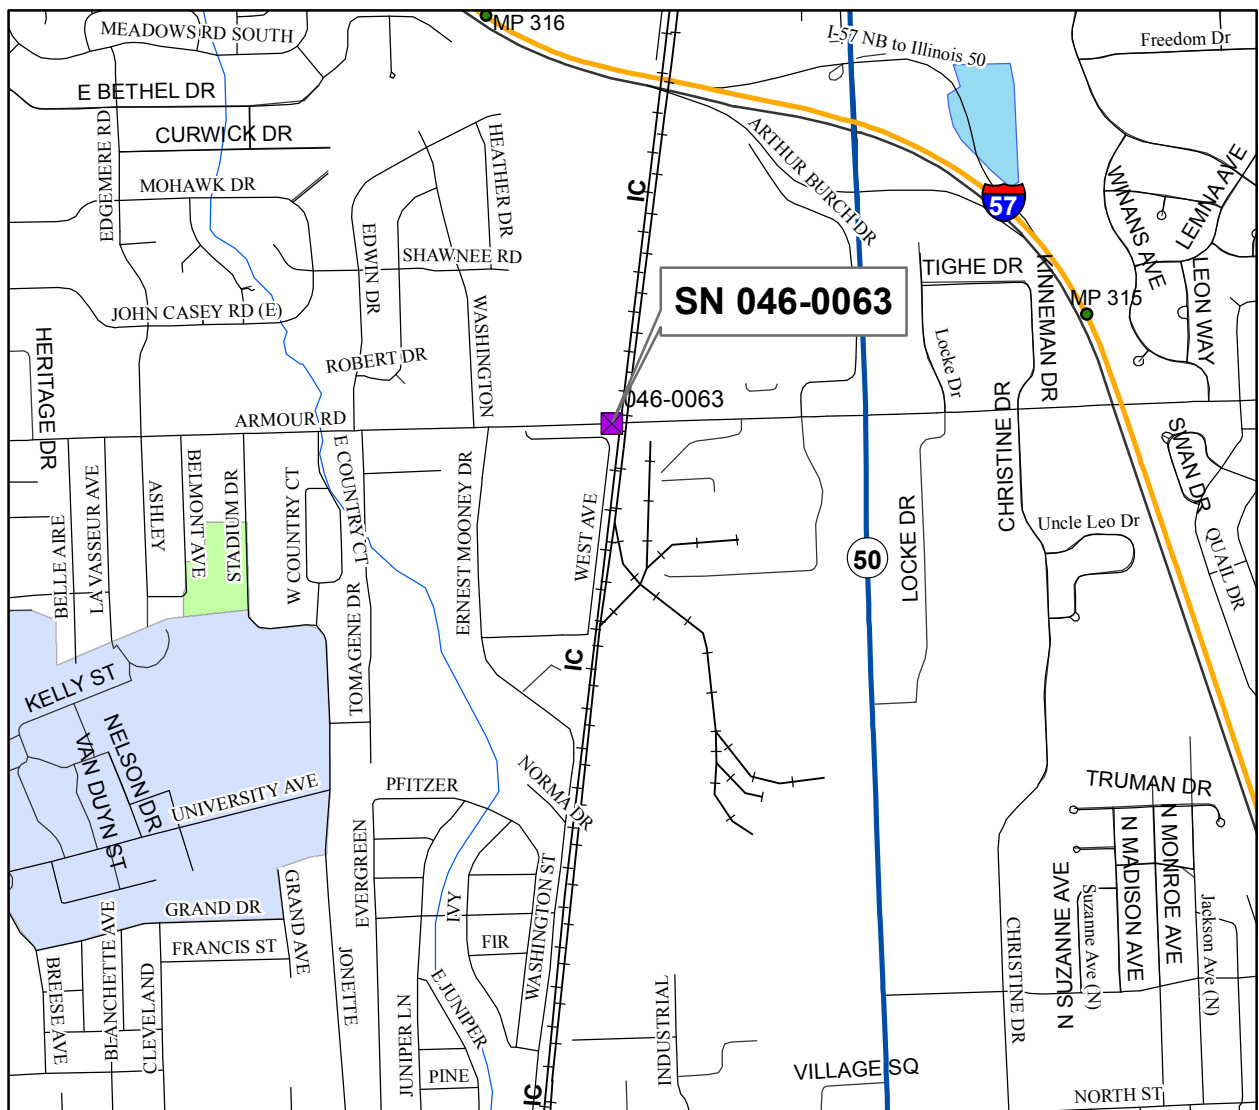 MP 316
MEADOWS RD SOUTH
I-57 NB to Illinois 50
Freedom Dr
E BETHEL DR
CURWICK DR
EDGEMERE RD
HEATHER DR
ARTHUR BURCH DR
MOHAWK DR
IC
57
WINANS AVE
LEMNA AVE
LEON WAY
EDWIN DR
SHAWNEE RD
TIGHE DR
KINNEMAN DR
MP 315
SN 046-0063
JOHN CASEY RD (E)
WASHINGTON
HERITAGE DR
ROBERT DR
Locke Dr
CHRISTINE DR
046-0063
ARMOUR RD
SWAN DR
E COUNTRY CT
BELMONT AVE
STADIUM DR
W COUNTRY CT
ASHLEY
LA VASSEUR AVE
BELLE AIRE
ERNEST MOONEY DR
WEST AVE
50
LOCKE DR
Uncle Leo Dr
QUAIL DR
TOMAGENE DR
IC
KELLY ST
NELSON DR
VAN DUYN ST
UNIVERSITY AVE
PFITZER
NORMA DR
TRUMAN DR
EVERGREEN
IVY
FIR
WASHINGTON ST
N SUZANNE AVE
Suzanne Ave (N)
N MADISON AVE
N MONROE AVE
Jackson Ave (N)
GRAND DR
GRAND AVE
FRANCIS ST
BREESE AVE
BLANCHETTE AVE
CLEVELAND
JONETTE
JUNIPER LN
E JUNIPER
PINE
INDUSTRIAL
CHRISTINE DR
VILLAGE SQ
NORTH ST
IC